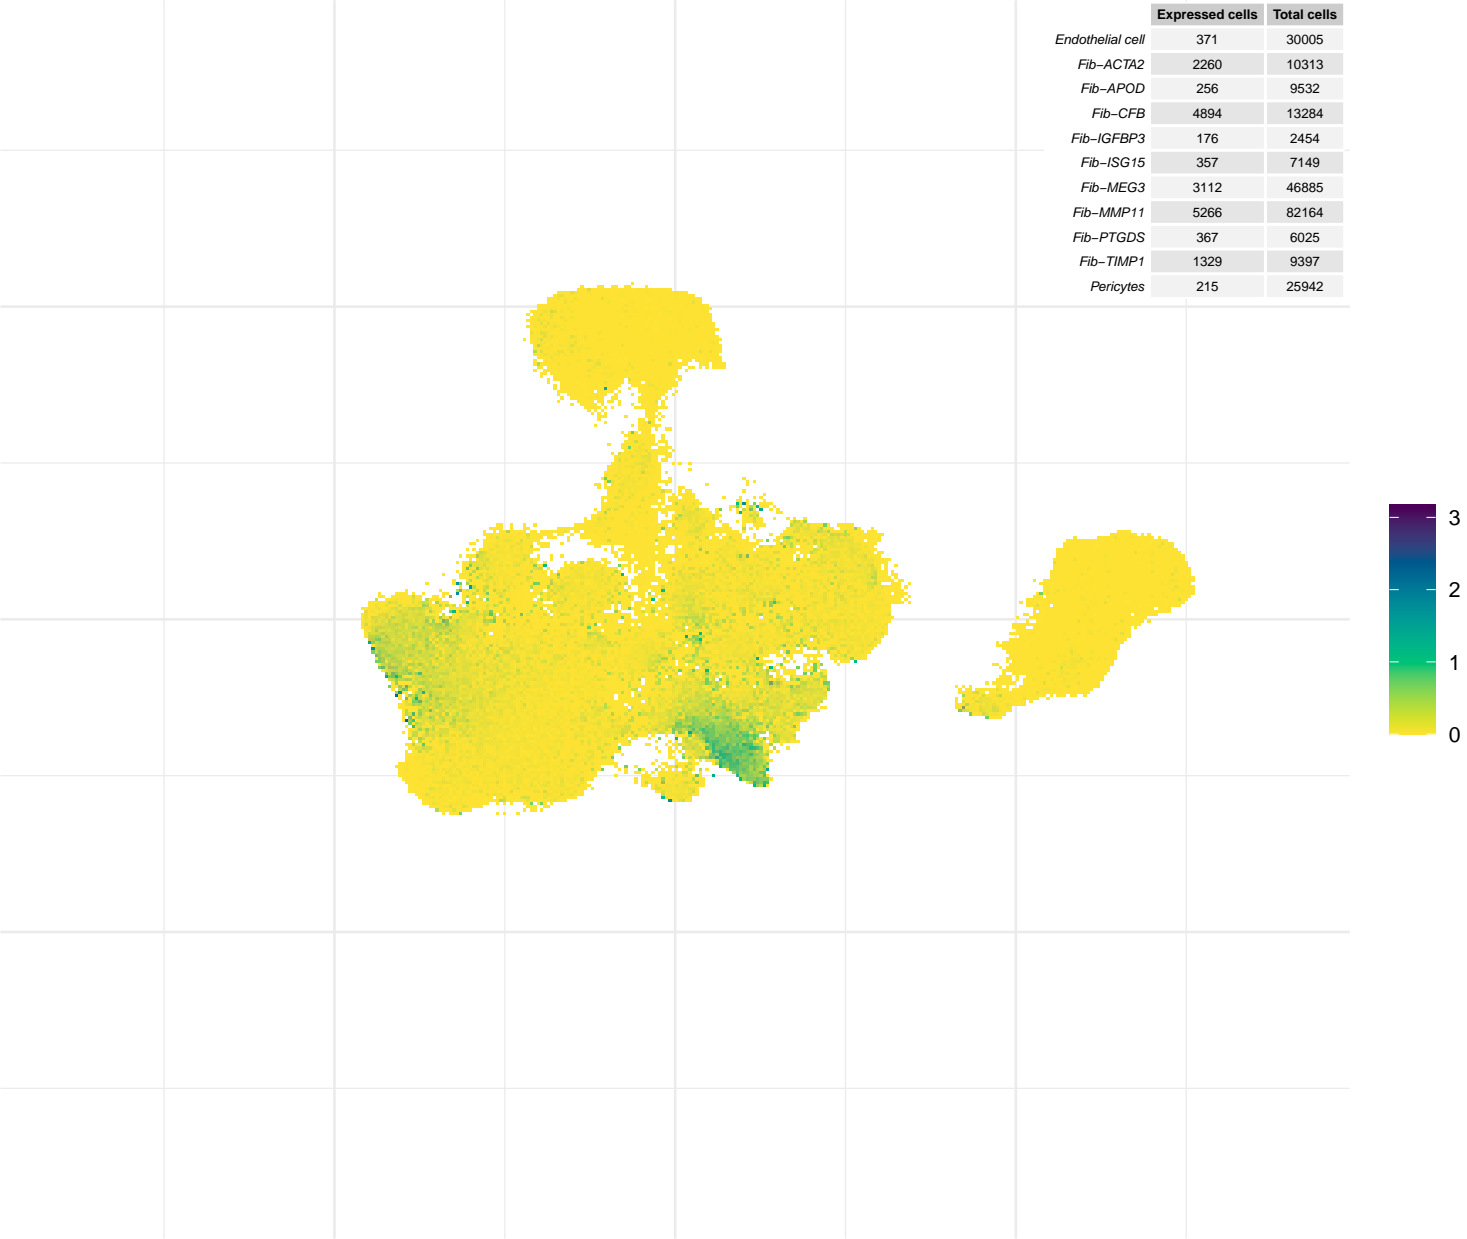 Expressed cells Total cells
Endothelial cell 371 30005
Fib−ACTA2 2260 10313
Fib−APOD 256 9532
Fib−CFB 4894 13284
Fib−IGFBP3 176 2454
Fib−ISG15 357 7149
Fib−MEG3 3112 46885
Fib−MMP11 5266 82164
Fib−PTGDS 367 6025
Fib−TIMP1 1329 9397
Pericytes 215 25942
3
2
1
0